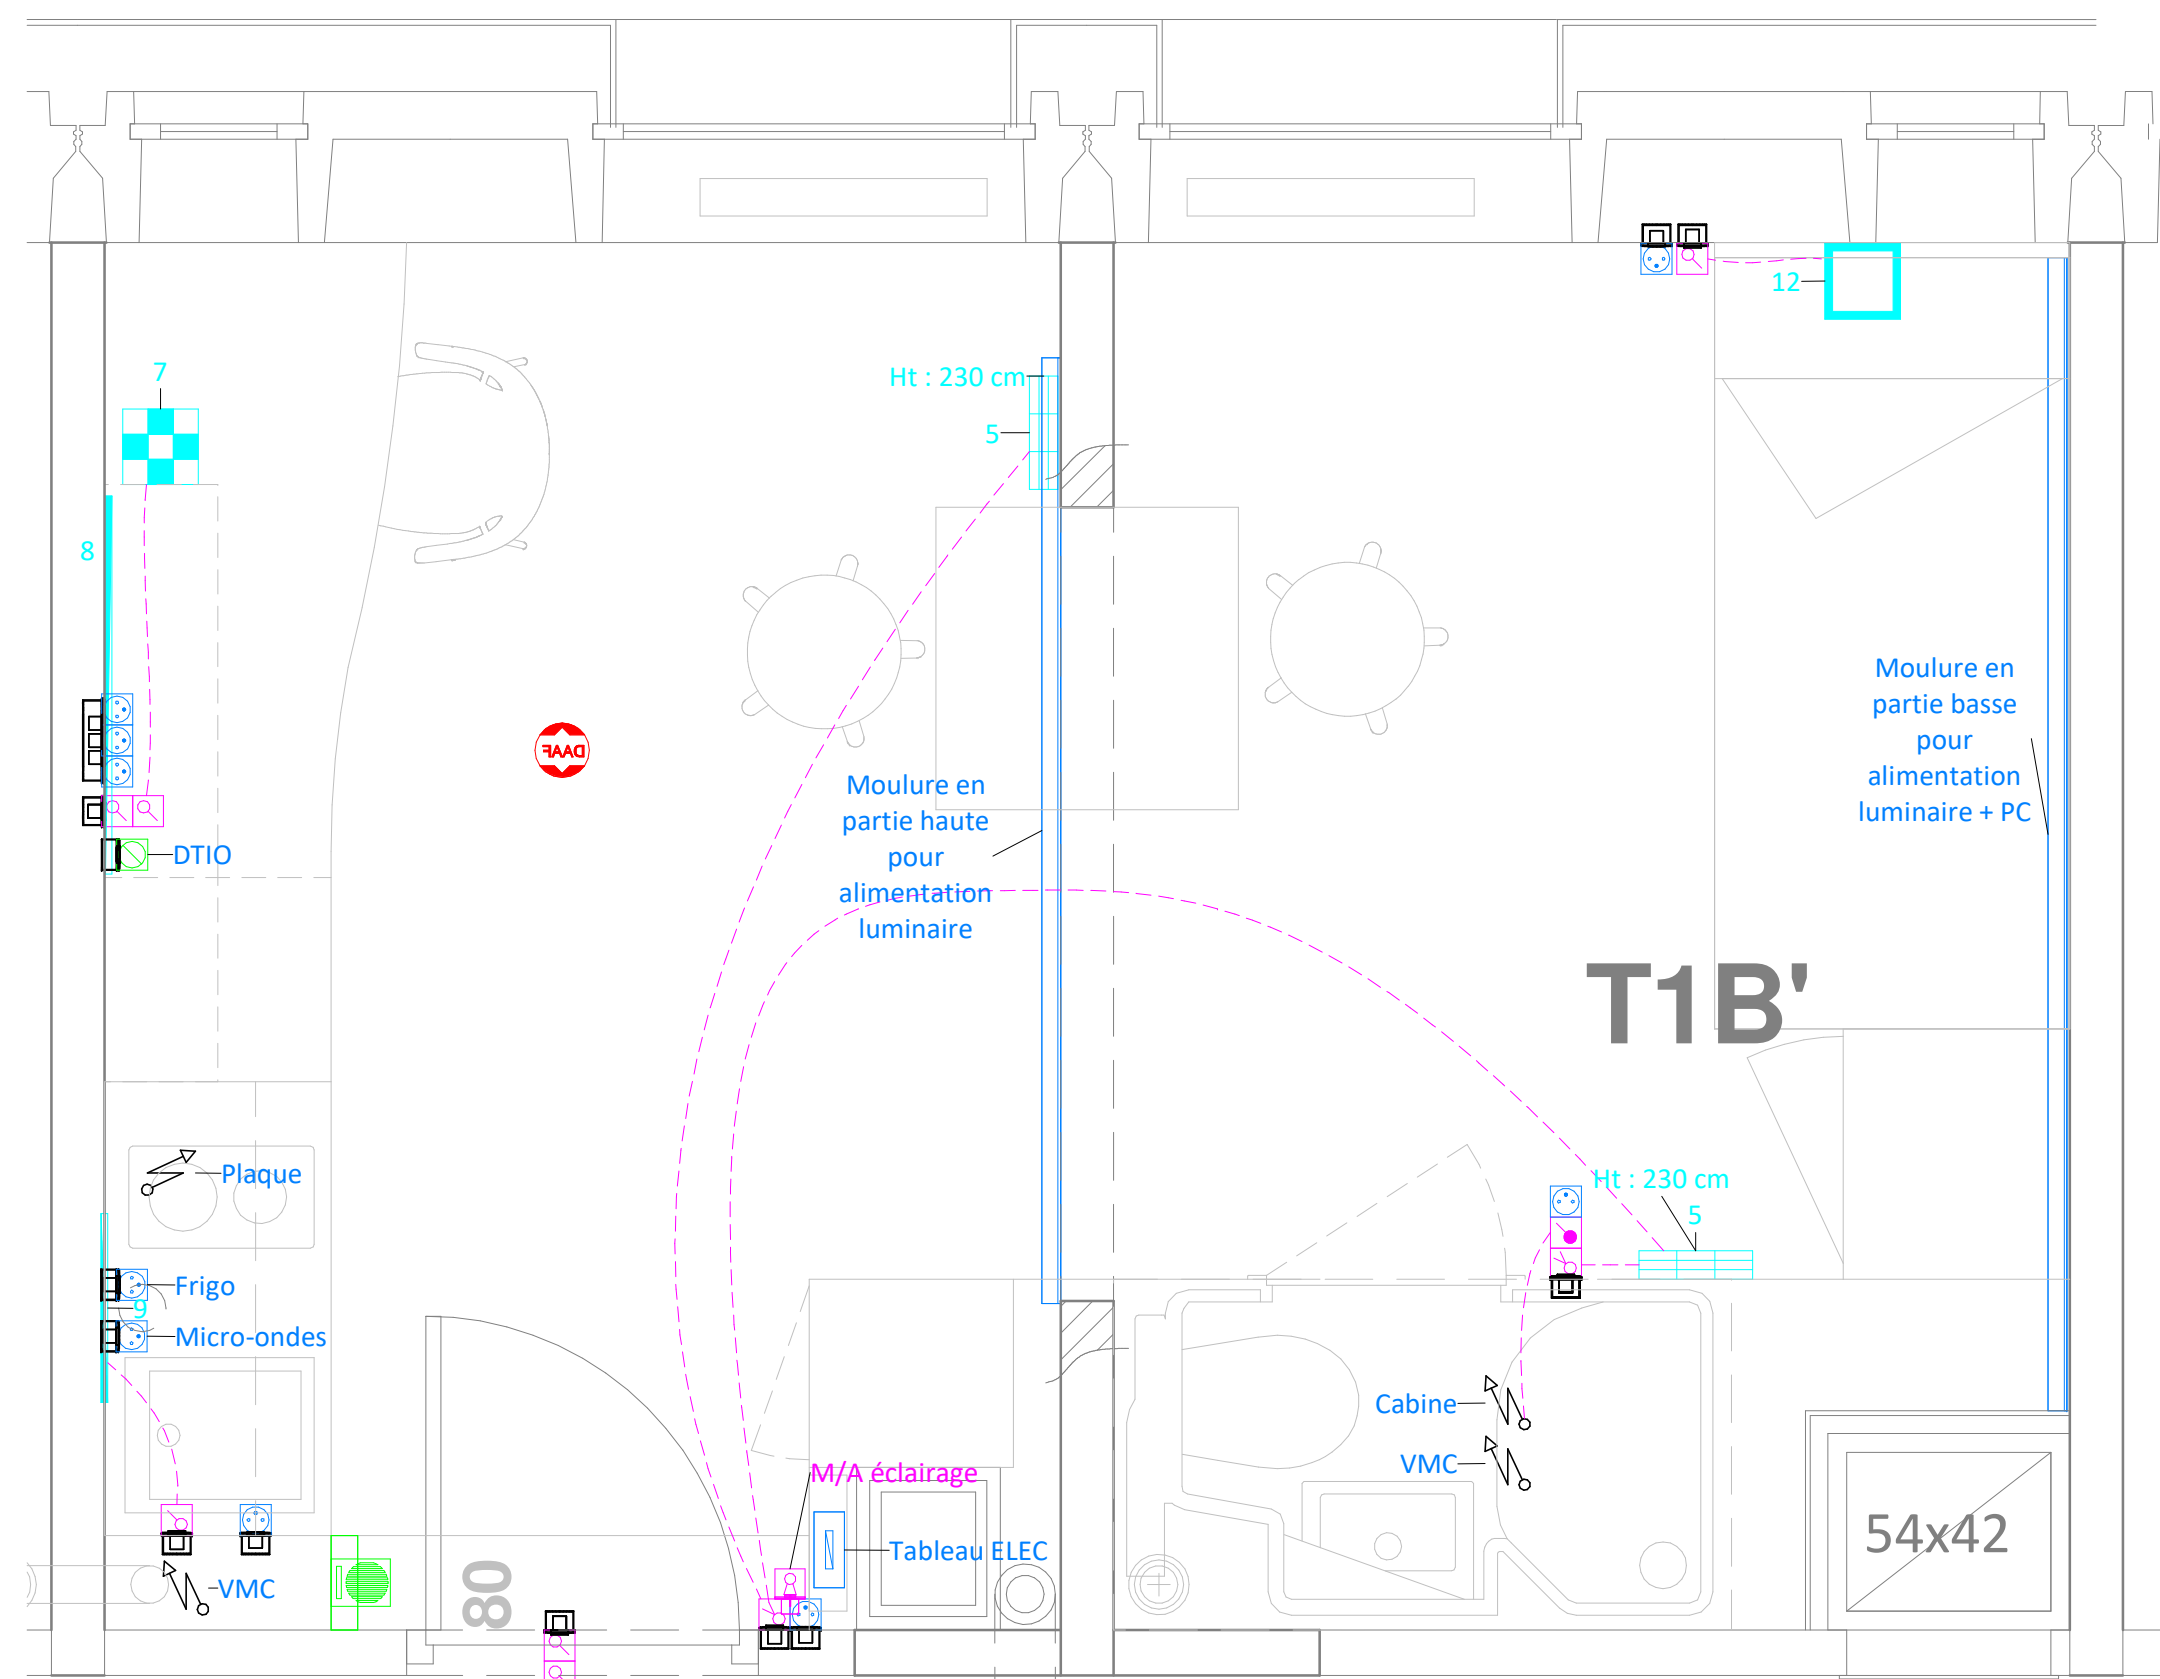 12
7
Ht : 230 cm
5
8
Moulure en
partie basse
pour
alimentation
luminaire + PC
DAAF
Moulure en
partie haute
pour
alimentation
luminaire
DTIO
T1B'
Plaque
Ht : 230 cm
5
Frigo
9
Micro-ondes
Cabine
VMC
M/A éclairage
Tableau ELEC
54x42
VMC
80